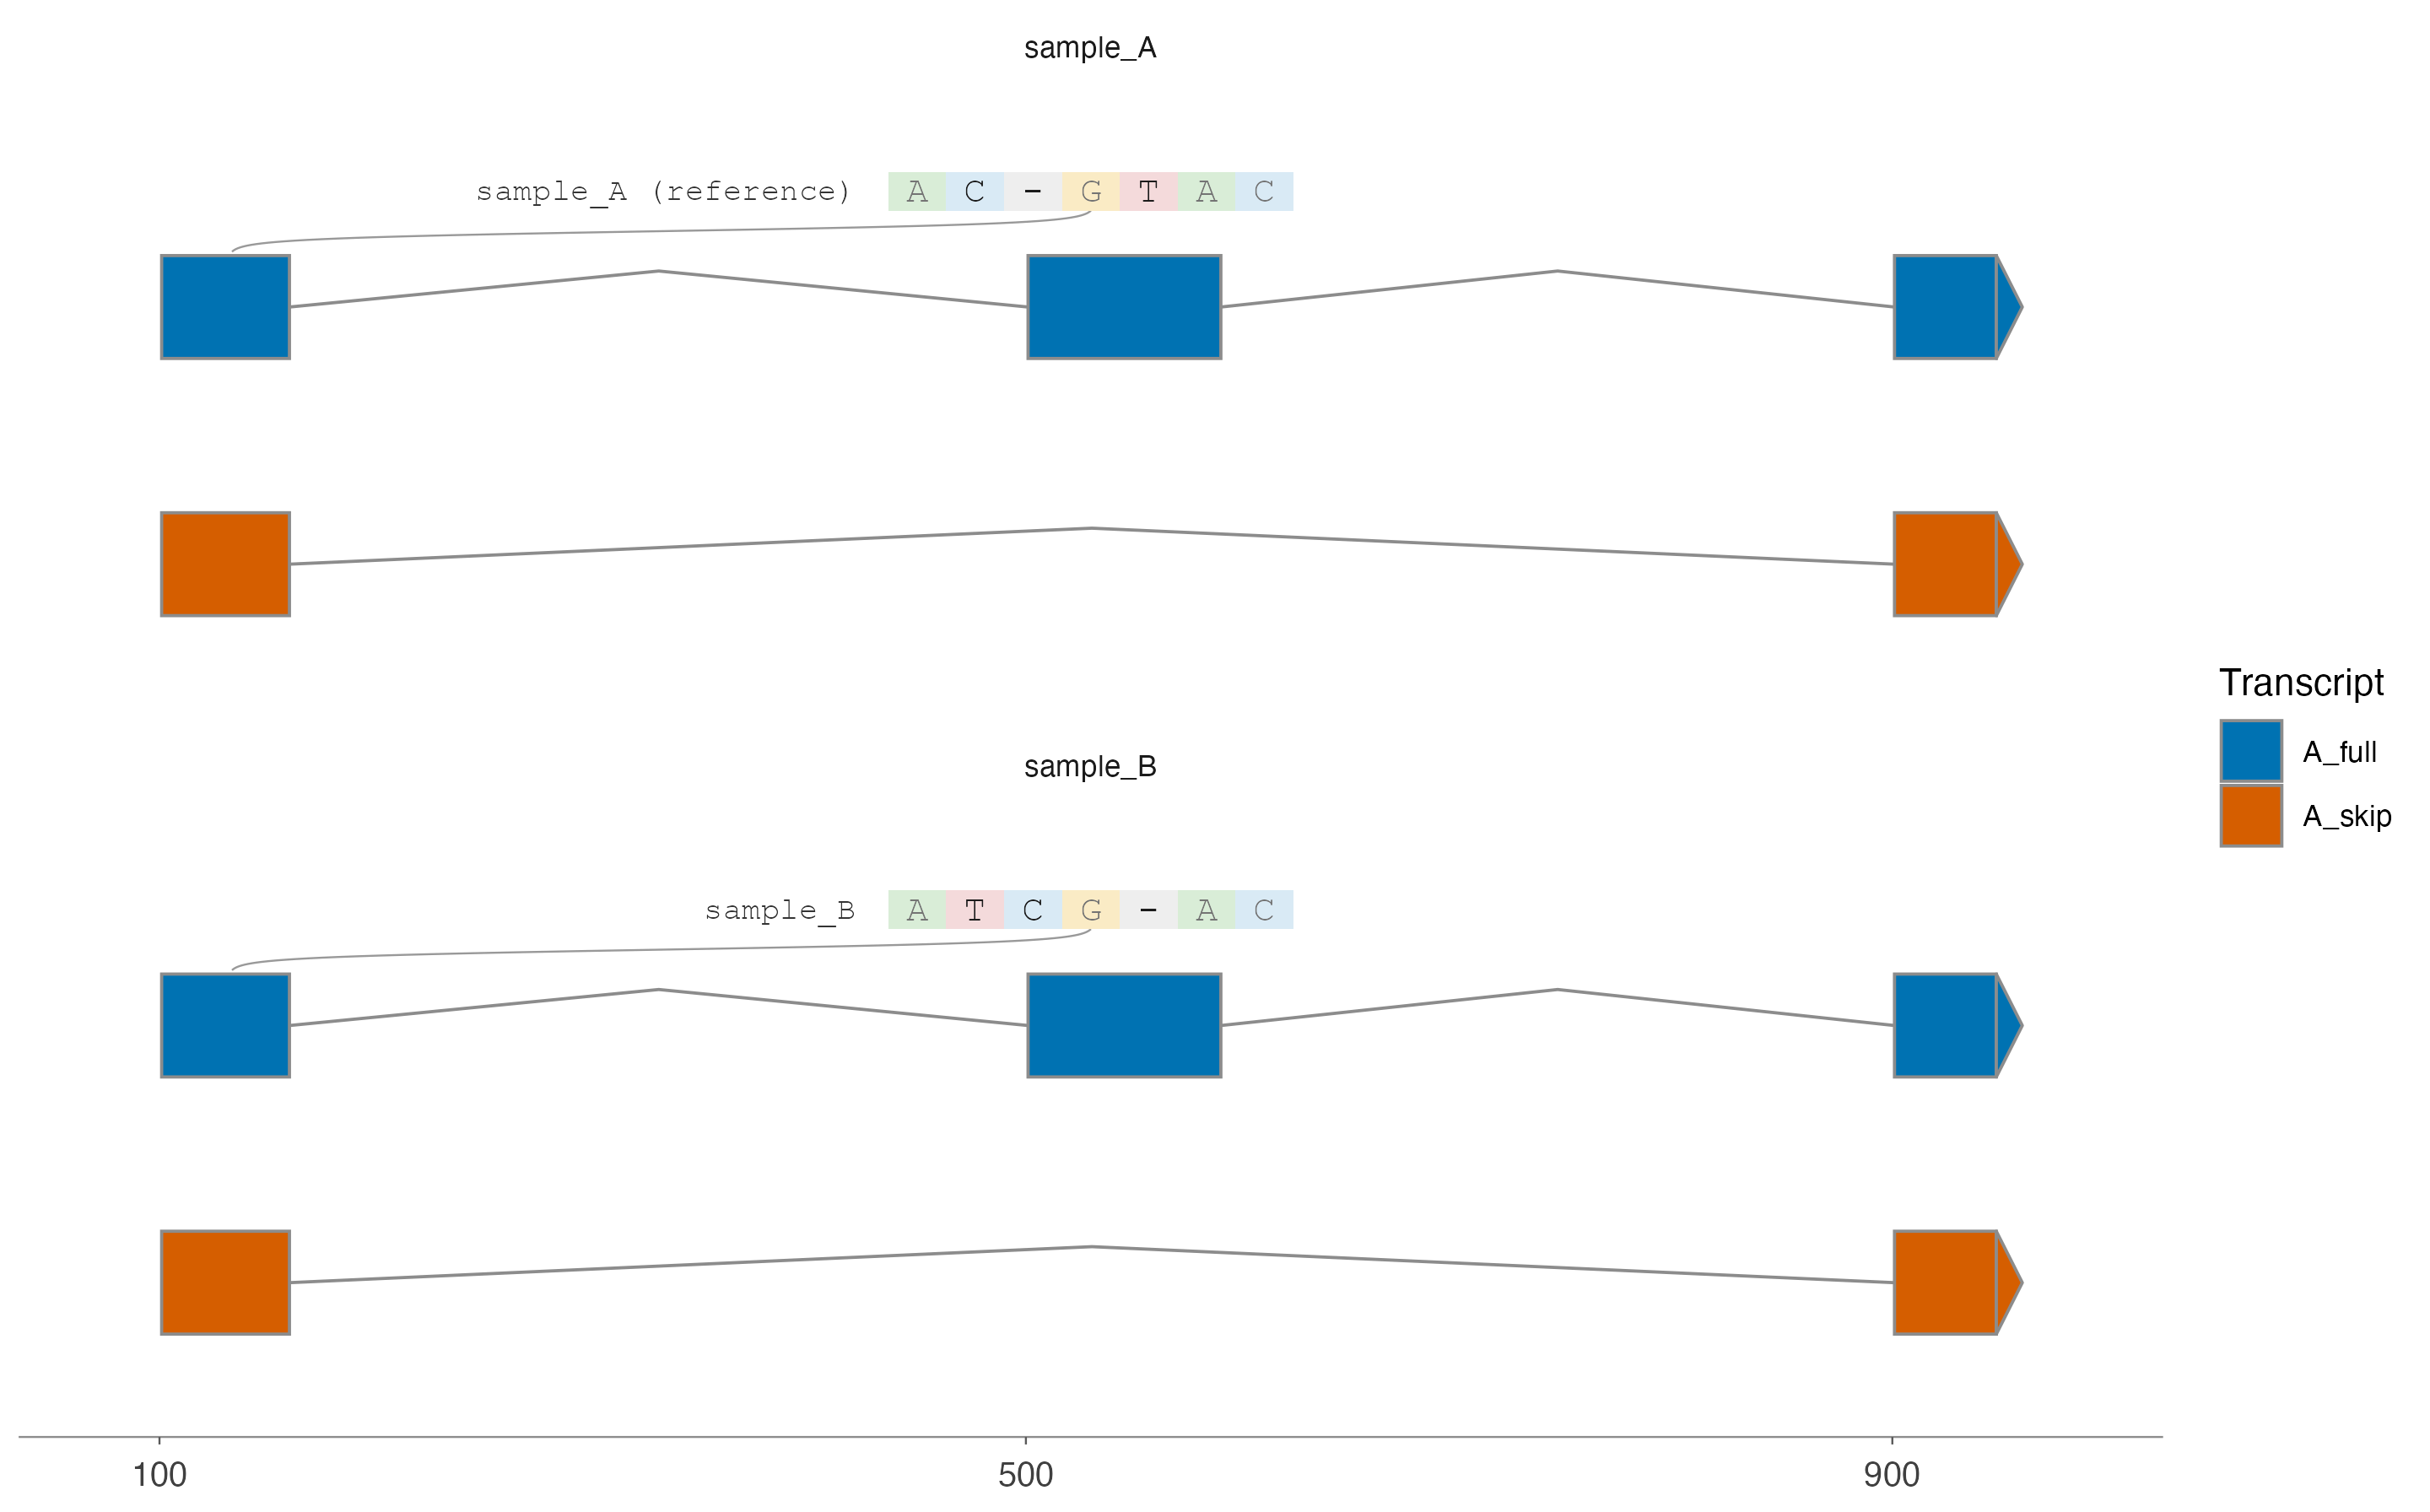 sample_A
sample_A (reference) A C - G T A C
Transcript
A_full
A_skip
sample_B
sample_B A T C G - A C
100 500 900